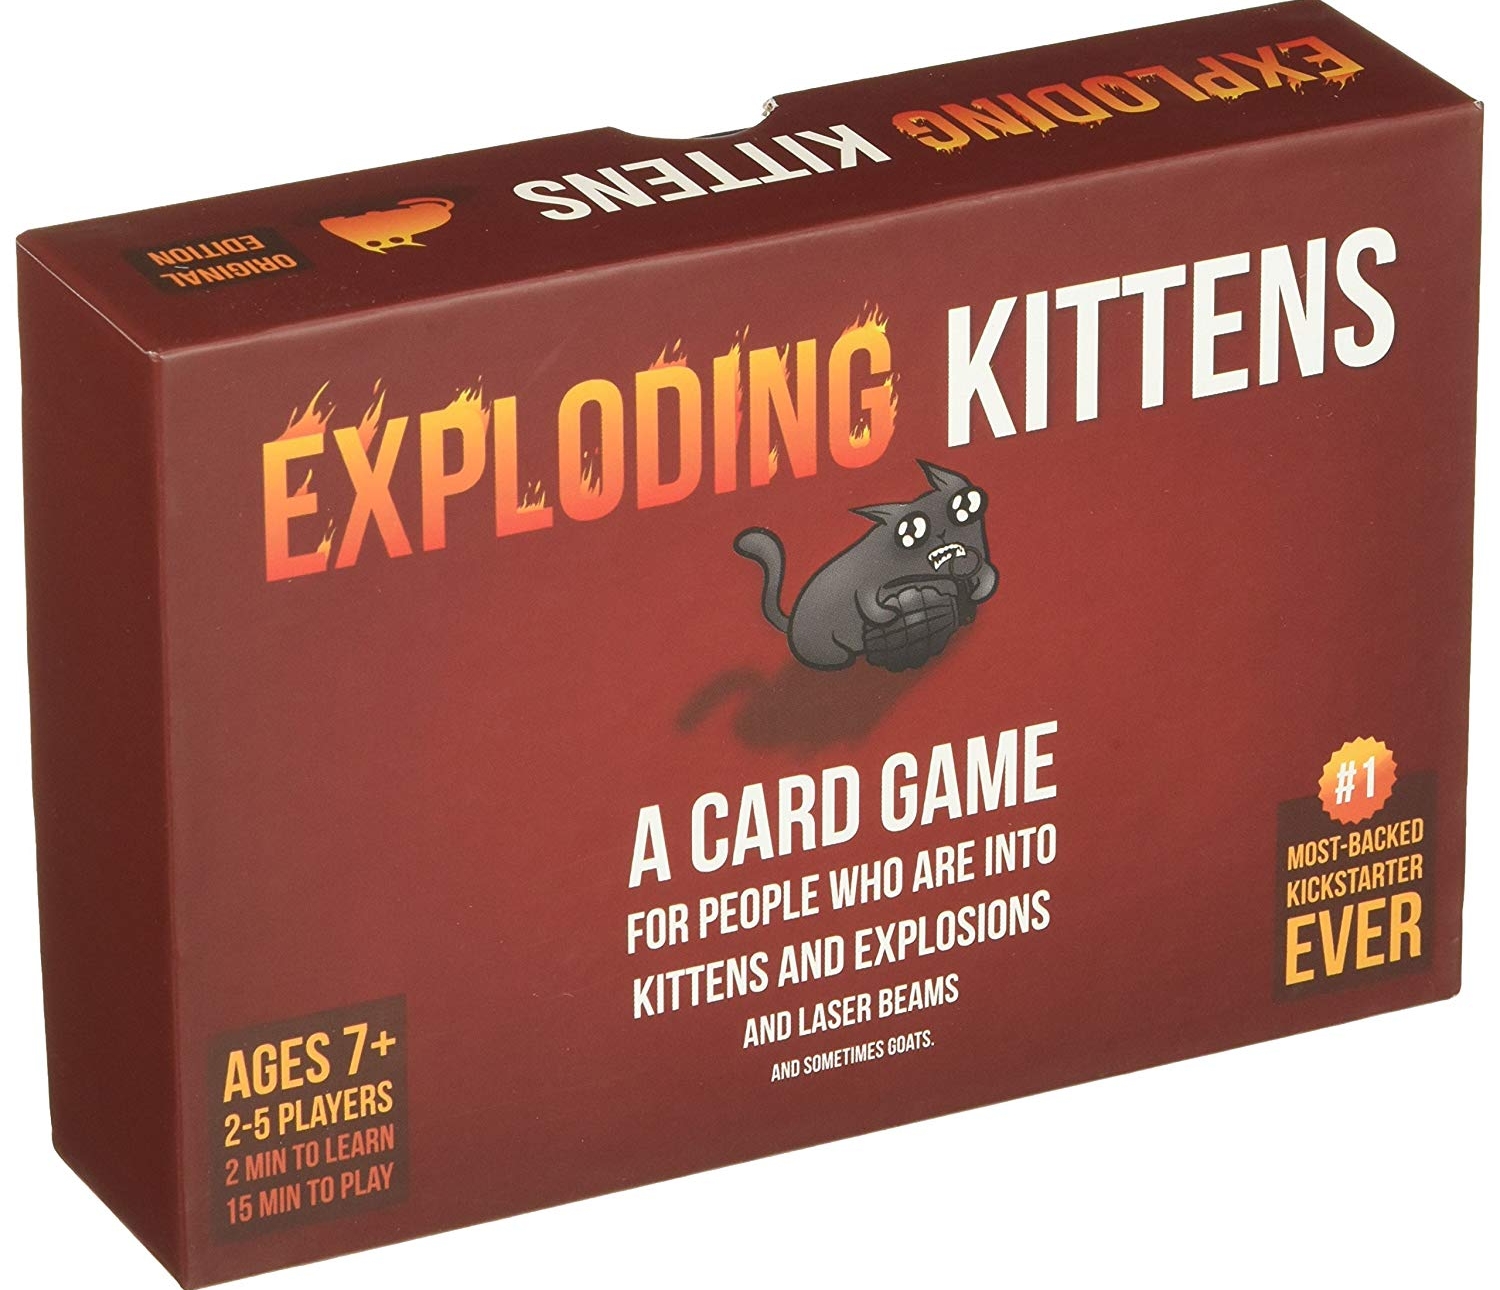 EXPLODING KITTENS
ORIGINAL
EDITION
EXPLODING KITTENS
A CARD GAME
FOR PEOPLE WHO ARE INTO
KITTENS AND EXPLOSIONS
AND LASER BEAMS
AND SOMETIMES GOATS.
#1
MOST-BACKED
KICKSTARTER
EVER
AGES 7+
2-5 PLAYERS
2 MIN TO LEARN
15 MIN TO PLAY